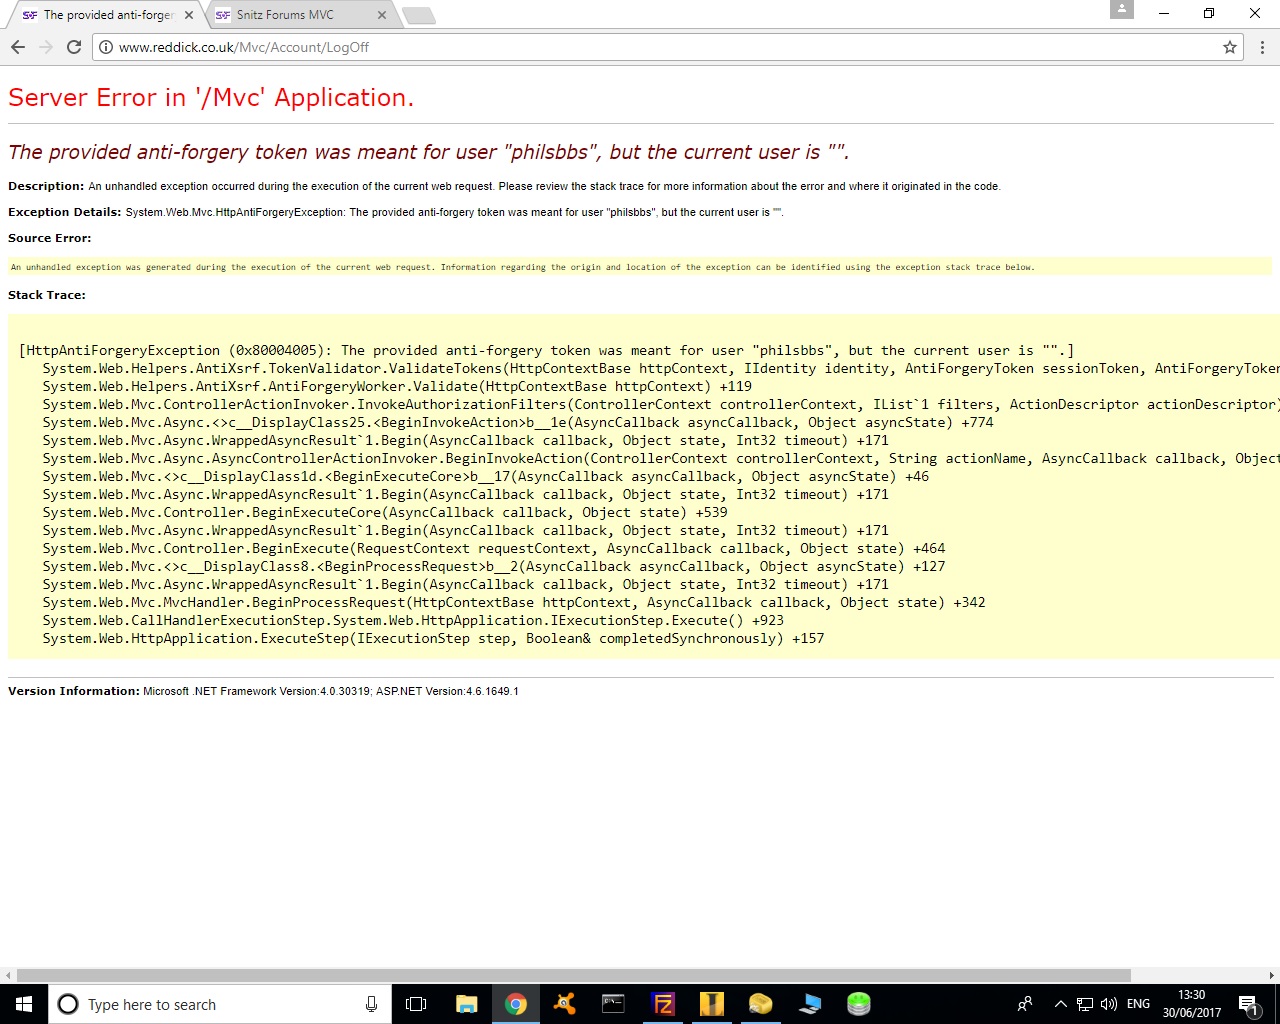 The provided anti-forger
Snitz Forums MVC
www.reddick.co.uk/Mvc/Account/LogOff
Server Error in '/Mvc' Application.
The provided anti-forgery token was meant for user "philsbbs", but the current user is "".
Description: An unhandled exception occurred during the execution of the current web request. Please review the stack trace for more information about the error and where it originated in the code.
Exception Details: System.Web.Mvc.HttpAntiForgeryException: The provided anti-forgery token was meant for user "philsbbs", but the current user is "".
Source Error:
An unhandled exception was generated during the execution of the current web request. Information regarding the origin and location of the exception can be identified using the exception stack trace below.
Stack Trace:
[HttpAntiForgeryException (0x80004005): The provided anti-forgery token was meant for user "philsbbs", but the current user is "".]
System.Web.Helpers.AntiXsrf.TokenValidator.ValidateTokens(HttpContextBase httpContext, IIdentity identity, AntiForgeryToken sessionToken, AntiForgeryToken
System.Web.Helpers.AntiXsrf.AntiForgeryWorker.Validate(HttpContextBase httpContext) +119
System.Web.Mvc.ControllerActionInvoker.InvokeAuthorizationFilters(ControllerContext controllerContext, IList`1 filters, ActionDescriptor actionDescriptor)
System.Web.Mvc.Async.<>c__DisplayClass25.<BeginInvokeAction>b__1e(AsyncCallback asyncCallback, Object asyncState) +774
System.Web.Mvc.Async.WrappedAsyncResult`1.Begin(AsyncCallback callback, Object state, Int32 timeout) +171
System.Web.Mvc.Async.AsyncControllerActionInvoker.BeginInvokeAction(ControllerContext controllerContext, String actionName, AsyncCallback callback, Object
System.Web.Mvc.<>c__DisplayClass1d.<BeginExecuteCore>b__17(AsyncCallback asyncCallback, Object asyncState) +46
System.Web.Mvc.Async.WrappedAsyncResult`1.Begin(AsyncCallback callback, Object state, Int32 timeout) +171
System.Web.Mvc.Controller.BeginExecuteCore(AsyncCallback callback, Object state) +539
System.Web.Mvc.Async.WrappedAsyncResult`1.Begin(AsyncCallback callback, Object state, Int32 timeout) +171
System.Web.Mvc.Controller.BeginExecute(RequestContext requestContext, AsyncCallback callback, Object state) +464
System.Web.Mvc.<>c__DisplayClass8.<BeginProcessRequest>b__2(AsyncCallback asyncCallback, Object asyncState) +127
System.Web.Mvc.Async.WrappedAsyncResult`1.Begin(AsyncCallback callback, Object state, Int32 timeout) +171
System.Web.Mvc.MvcHandler.BeginProcessRequest(HttpContextBase httpContext, AsyncCallback callback, Object state) +342
System.Web.CallHandlerExecutionStep.System.Web.HttpApplication.IExecutionStep.Execute() +923
System.Web.HttpApplication.ExecuteStep(IExecutionStep step, Boolean& completedSynchronously) +157
Version Information: Microsoft .NET Framework Version:4.0.30319; ASP.NET Version:4.6.1649.1
Type here to search
ENG
13:30
30/06/2017
1